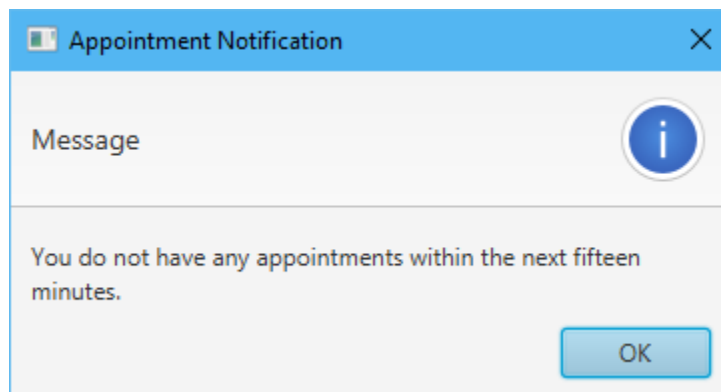 Appointment Notification
Message
i
You do not have any appointments within the next fifteen
minutes.
OK